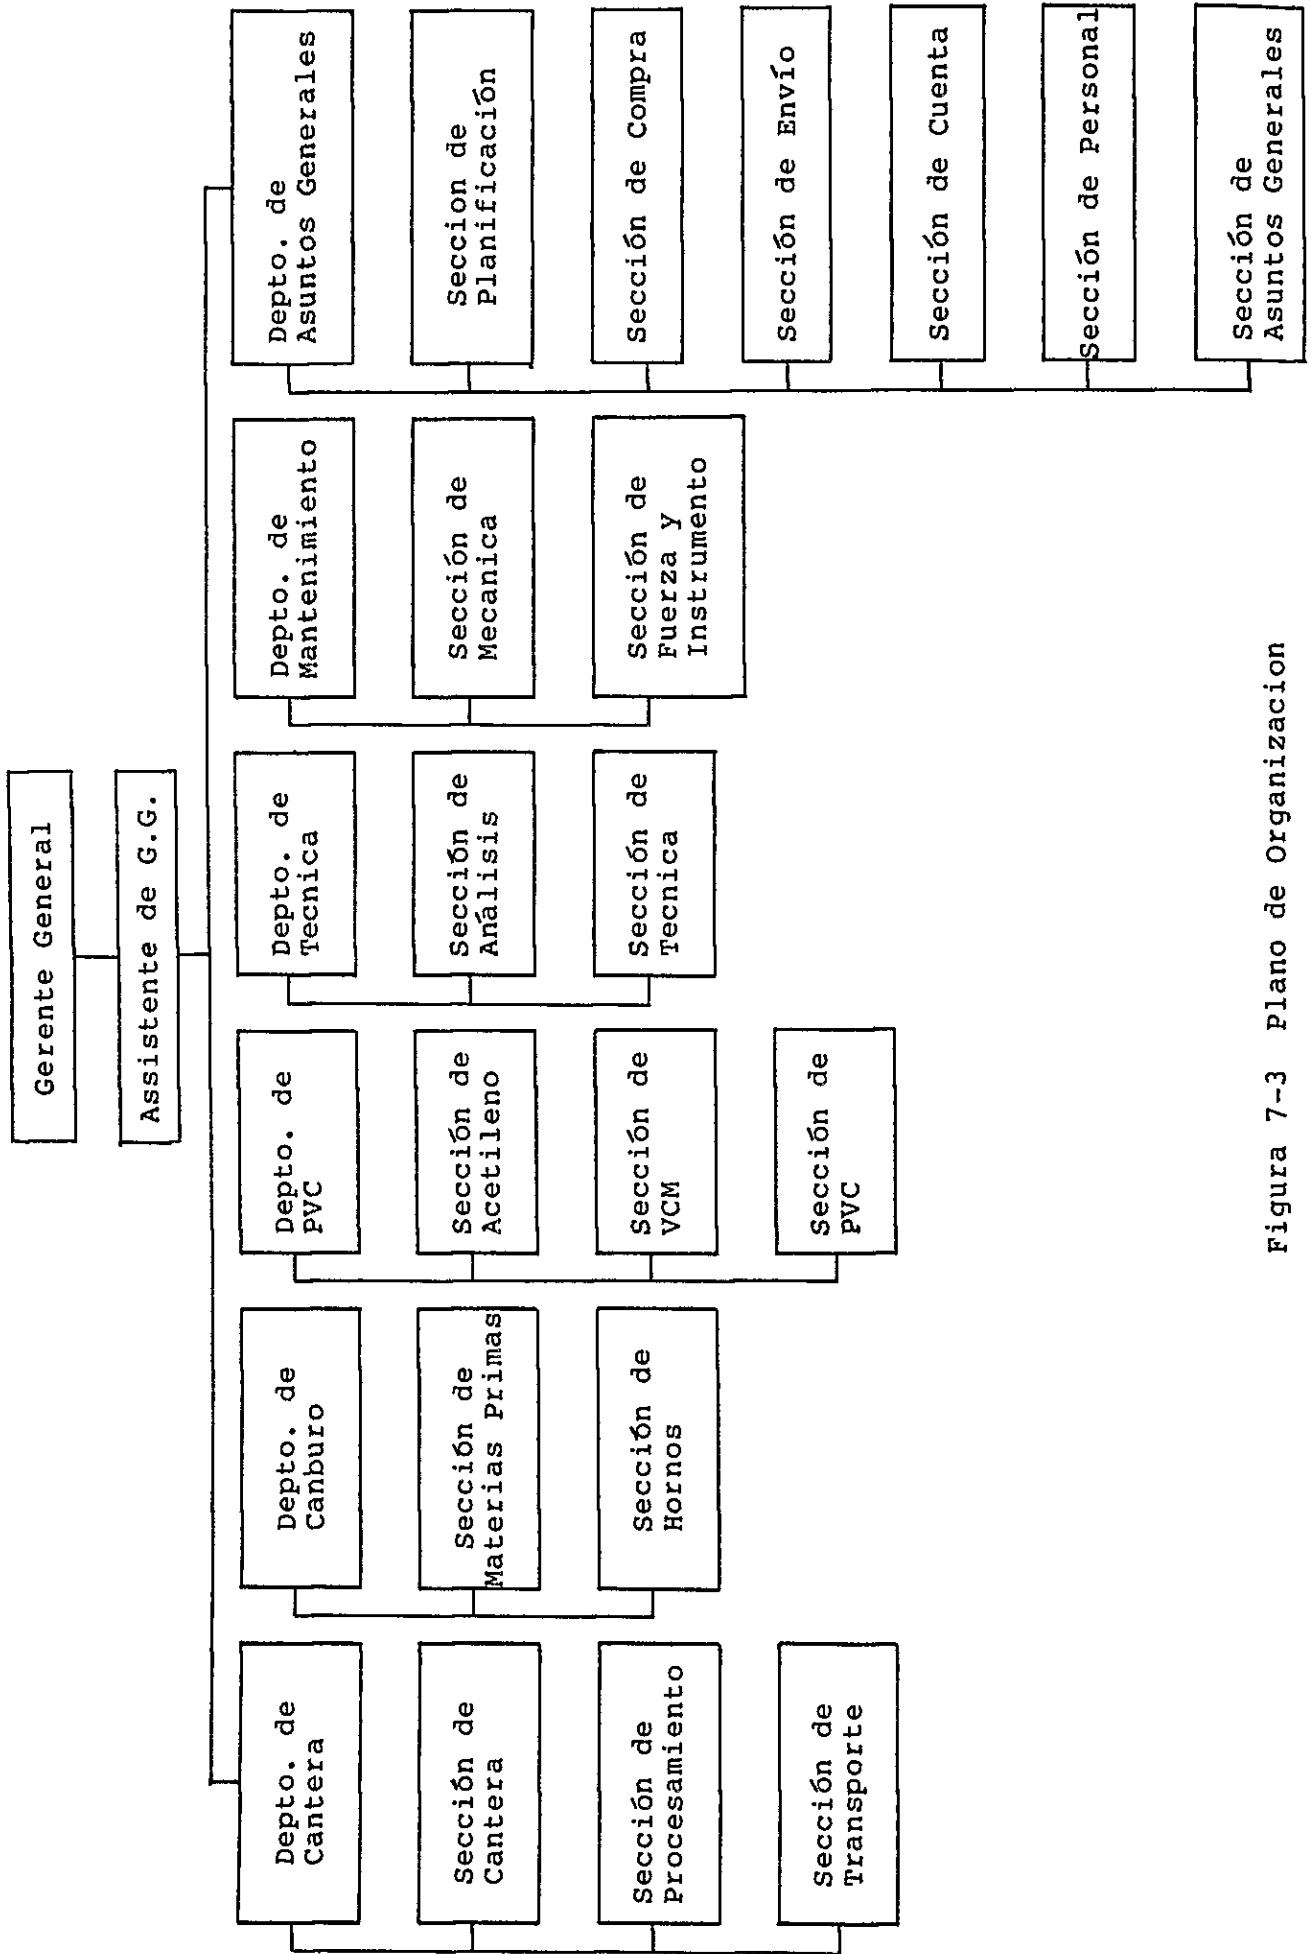 Gerente General
Assistente de G.G.
Depto. de
Cantera
Sección de
Cantera
Sección de
Procesamiento
Sección de
Transporte
Depto. de
Canburo
Sección de
Materias Primas
Sección de
Hornos
Depto. de
PVC
Sección de
Acetileno
Sección de
VCM
Sección de
PVC
Depto. de
Tecnica
Sección de
Análisis
Sección de
Tecnica
Depto. de
Mantenimiento
Sección de
Mecanica
Sección de
Fuerza y
Instrumento
Depto. de
Asuntos Generales
Seccion de
Planificación
Sección de Compra
Sección de Envío
Sección de Cuenta
Sección de Personal
Sección de
Asuntos Generales
Figura 7-3 Plano de Organizacion